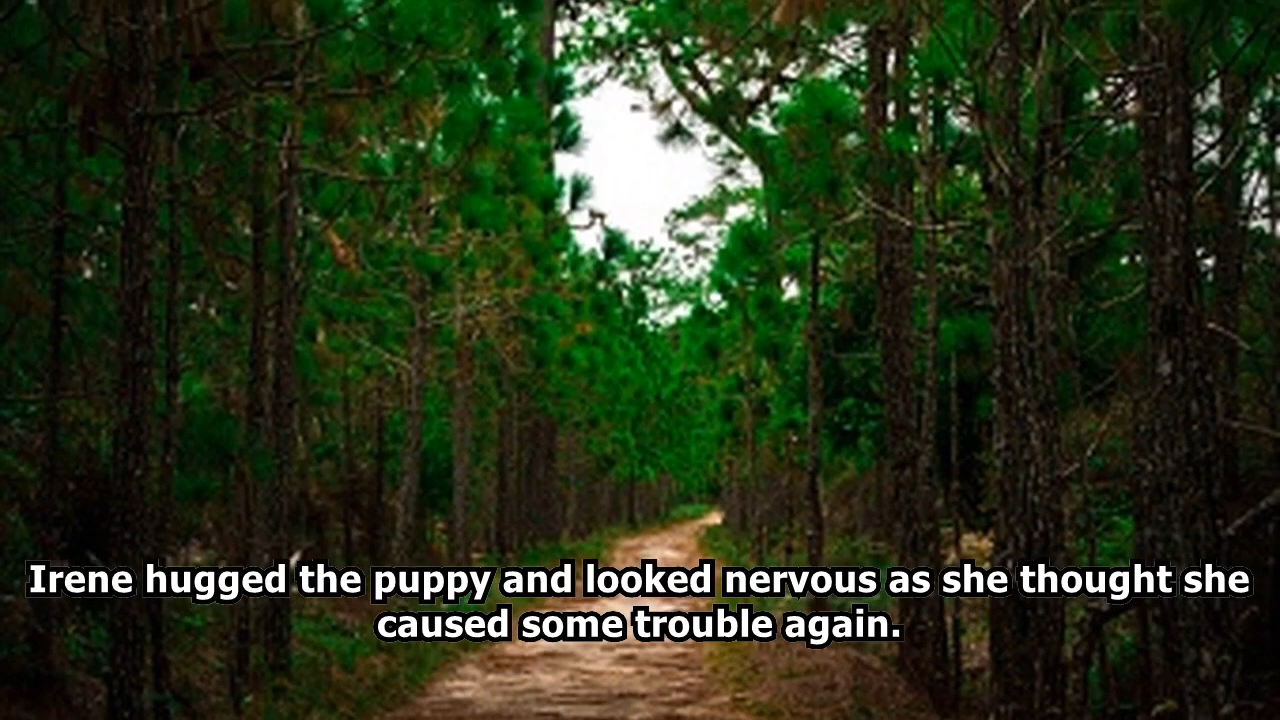 Irene hugged the puppy and looked nervous as she thought she
caused some trouble again.